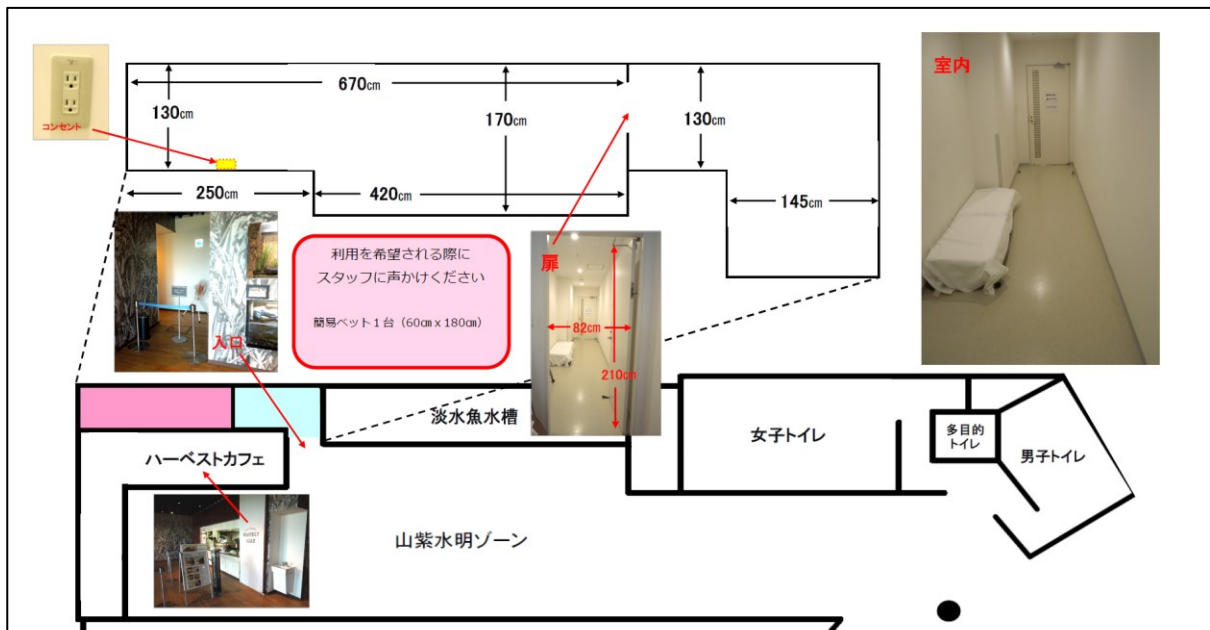 コンセント
670cm
130cm
170cm
130cm
250cm
420cm
145cm
室内
利用を希望される際に
スタッフに声かけください
簡易ベット１台（60㎝ｘ180㎝）
扉
82cm
210cm
入口
淡水魚水槽
女子トイレ
多目的
トイレ
男子トイレ
ハーベストカフェ
山紫水明ゾーン